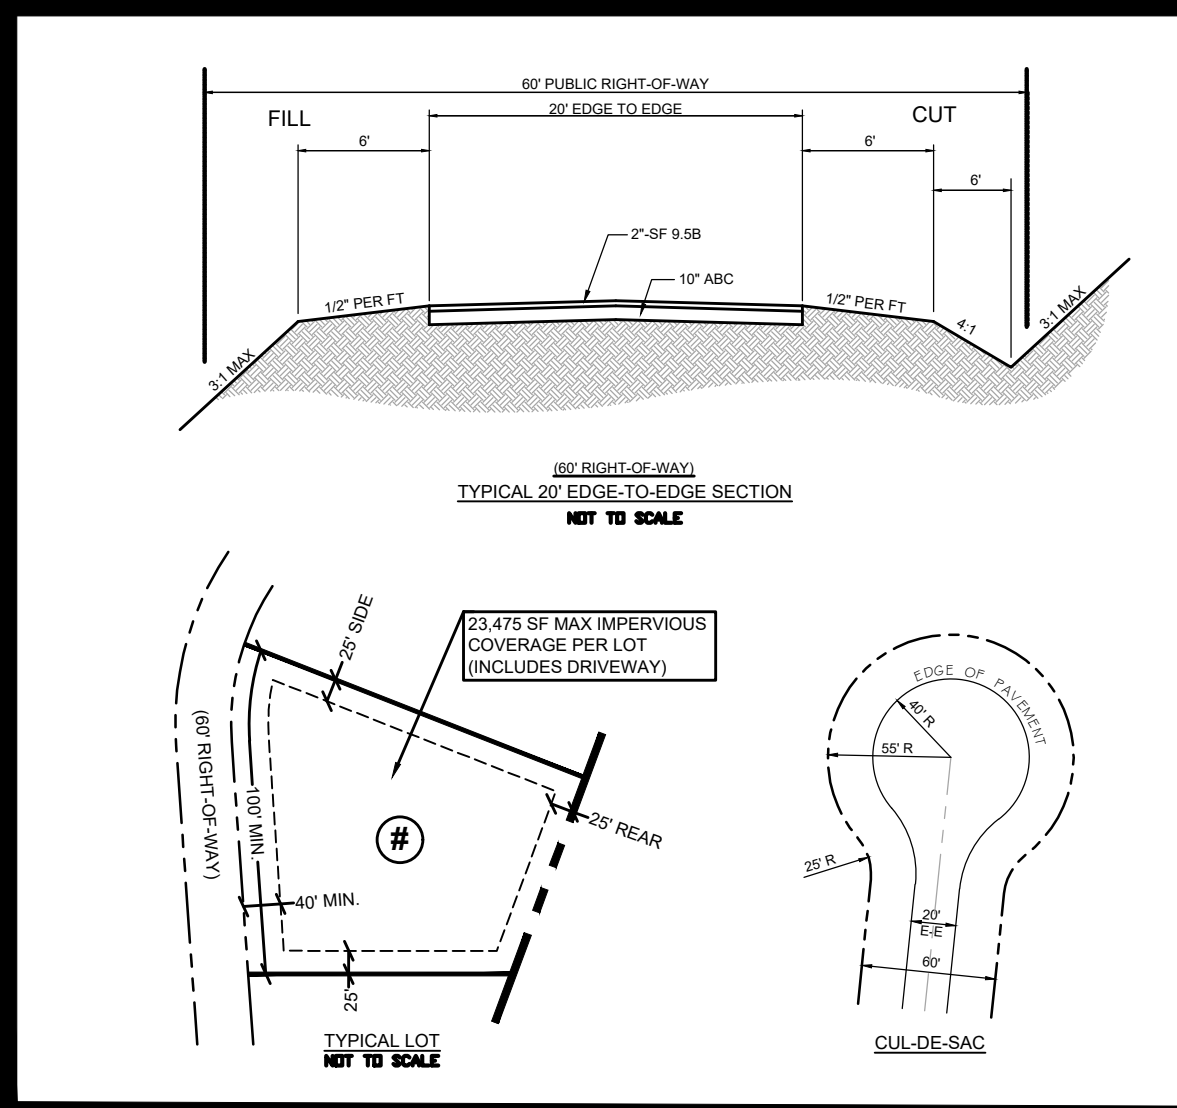 60' PUBLIC RIGHT-OF-WAY
20' EDGE TO EDGE
FILL
CUT
6'
6'
6'
2"-SF 9.5B
10" ABC
1/2" PER FT
1/2" PER FT
3:1 MAX
4:1
3:1 MAX
(60' RIGHT-OF-WAY)
TYPICAL 20' EDGE-TO-EDGE SECTION
NOT TO SCALE
25' SIDE
23,475 SF MAX IMPERVIOUS
COVERAGE PER LOT
(INCLUDES DRIVEWAY)
(60' RIGHT-OF-WAY)
100' MIN.
#
25' REAR
40' MIN.
25'
TYPICAL LOT
NOT TO SCALE
EDGE OF PAVEMENT
40' R
55' R
25' R
20'
E-E
60'
CUL-DE-SAC